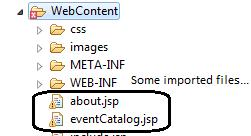 WebContent
css
images
META-INF
WEB-INF
Some imported files...
about.jsp
eventCatalog.jsp